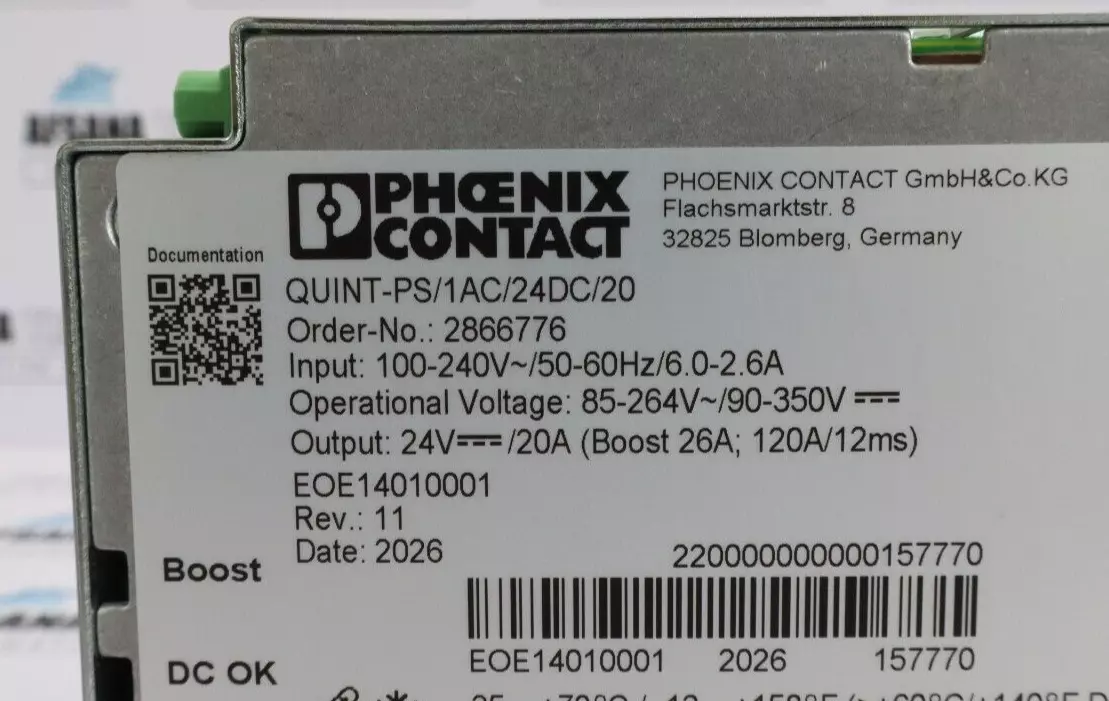 PHOENIX CONTACT
PHOENIX CONTACT GmbH&Co.KG
Flachsmarktstr. 8
32825 Blomberg, Germany
Documentation
QUINT-PS/1AC/24DC/20
Order-No.: 2866776
Input: 100-240V~/50-60Hz/6.0-2.6A
Operational Voltage: 85-264V~/90-350V ⎓
Output: 24V⎓/20A (Boost 26A; 120A/12ms)
EOE14010001
Rev.: 11
Date: 2026
220000000000157770
Boost
EOE14010001 2026 157770
DC OK